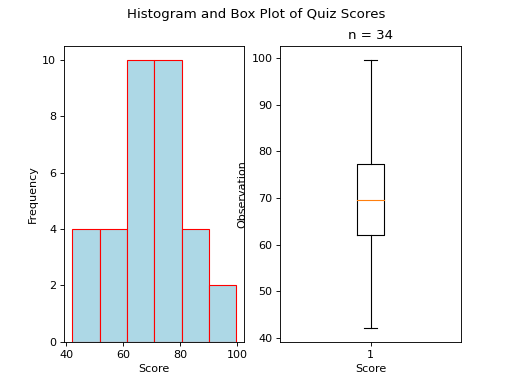 Histogram and Box Plot of Quiz Scores
n = 34
Frequency
10
8
6
4
2
0
40 60 80 100
Score
Observation
100
90
80
70
60
50
40
1
Score